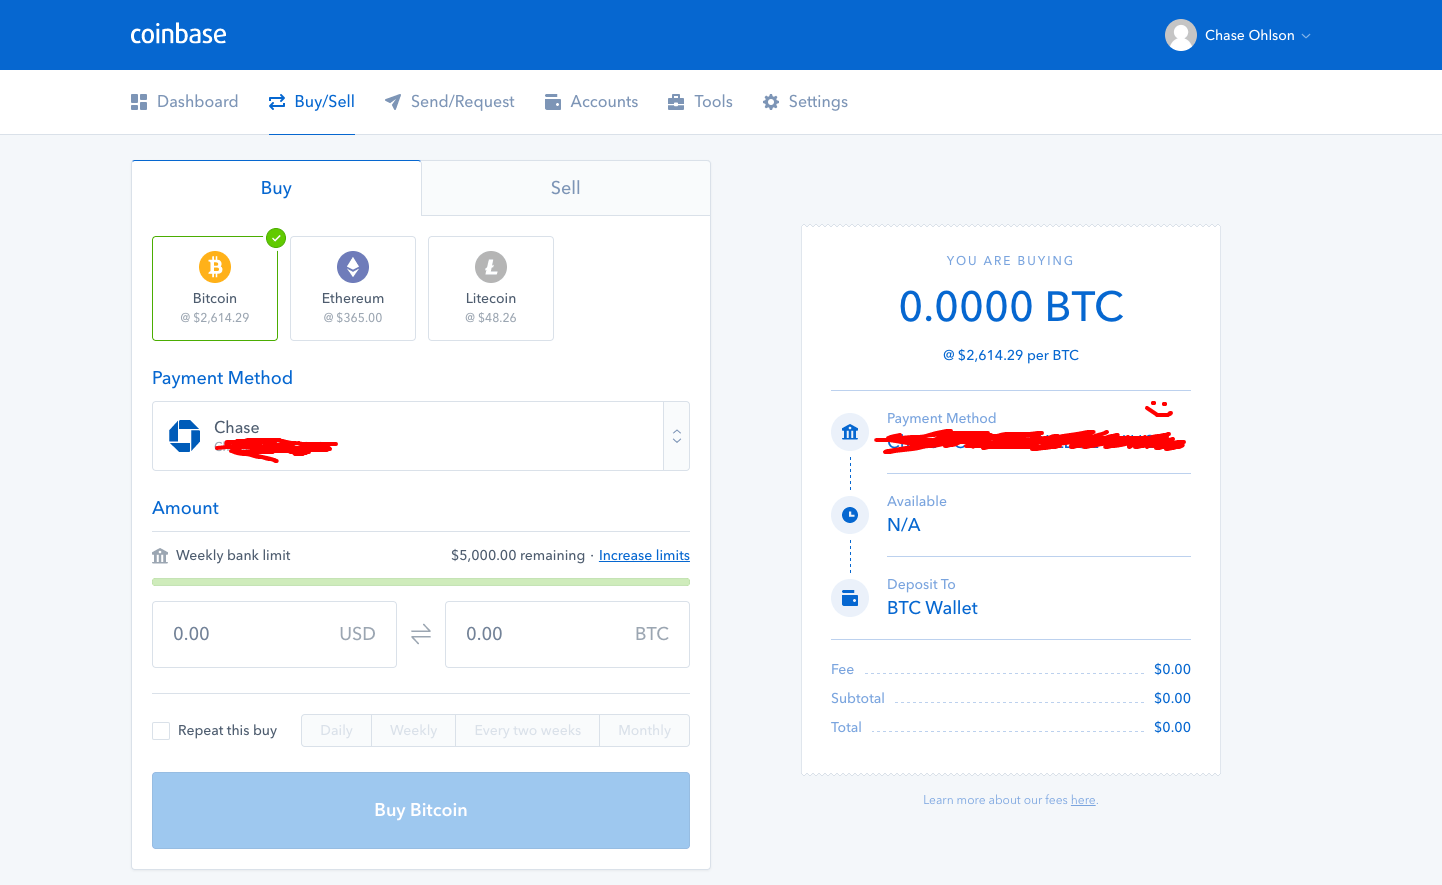 coinbase
Chase Ohlson
Dashboard Buy/Sell Send/Request Accounts Tools Settings
Buy Sell
Bitcoin
@ $2,614.29
Ethereum
@ $365.00
Litecoin
@ $48.26
Payment Method
Chase
Amount
Weekly bank limit $5,000.00 remaining · Increase limits
0.00 USD 0.00 BTC
Repeat this buy Daily Weekly Every two weeks Monthly
Buy Bitcoin
YOU ARE BUYING
0.0000 BTC
@ $2,614.29 per BTC
Payment Method
Available
N/A
Deposit To
BTC Wallet
Fee $0.00
Subtotal $0.00
Total $0.00
Learn more about our fees here.